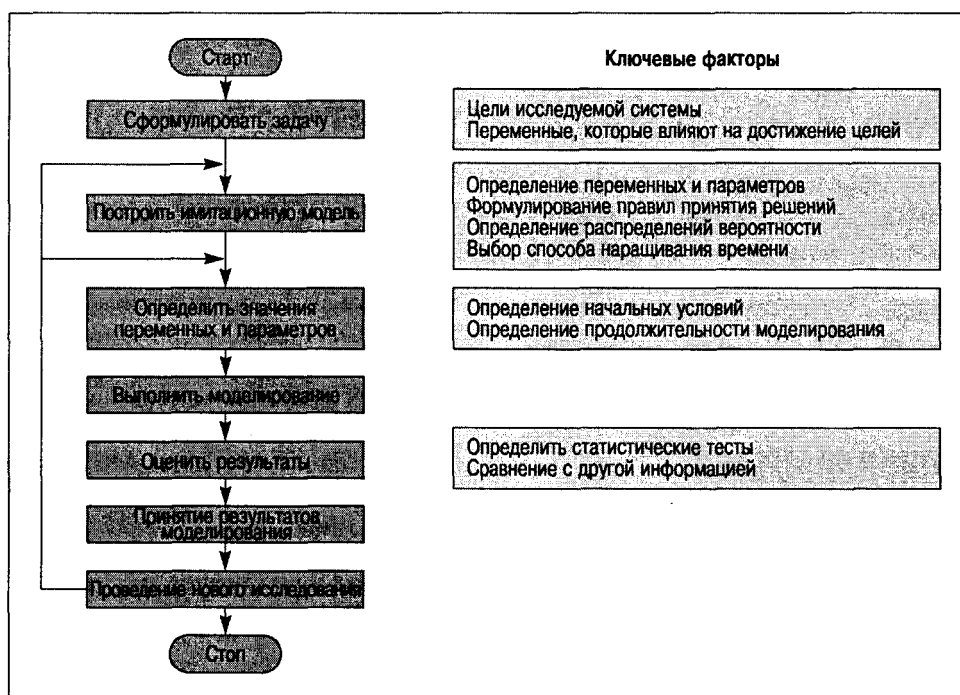 Старт
Ключевые факторы
Сформулировать задачу
Цели исследуемой системы
Переменные, которые влияют на достижение целей
Построить имитационную модель
Определение переменных и параметров
Формулирование правил принятия решений
Определение распределений вероятности
Выбор способа наращивания времени
Определить значения
переменных и параметров
Определение начальных условий
Определение продолжительности моделирования
Выполнить моделирование
Оценить результаты
Определить статистические тесты
Сравнение с другой информацией
Принятие результатов
моделирования
Проведение нового исследования
Стоп